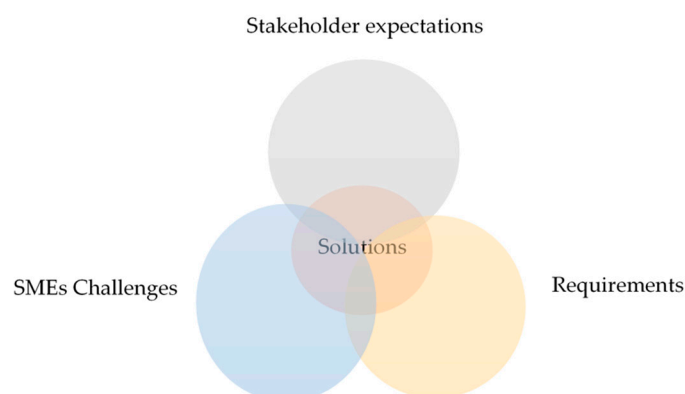 Stakeholder expectations
Solutions
SMEs Challenges
Requirements